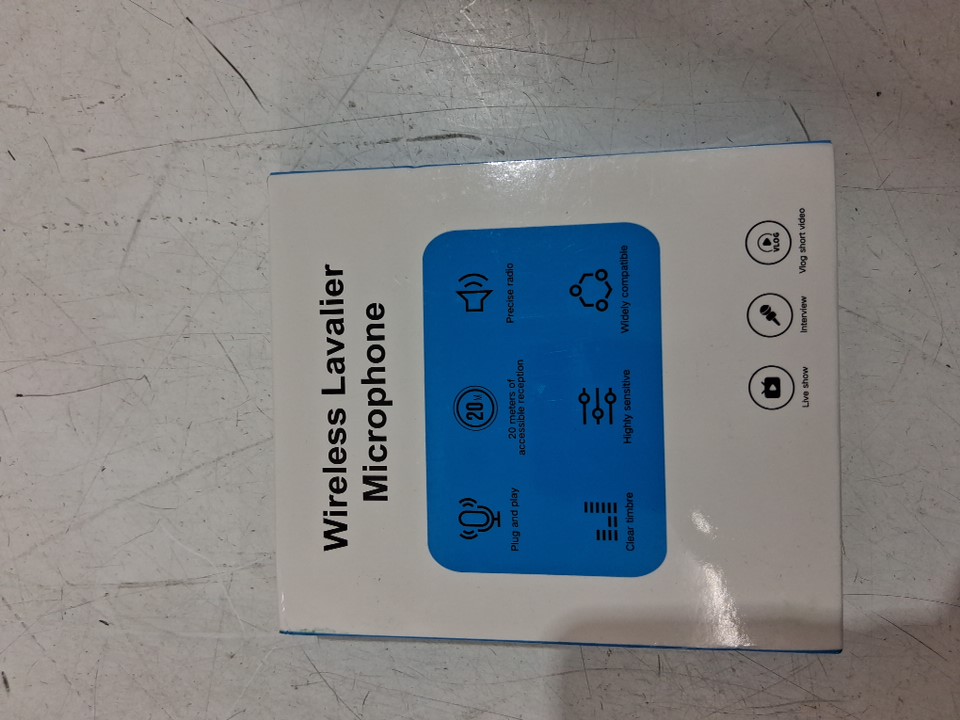 Wireless Lavalier
Microphone
Plug and play
20 M
20 meters of
accessible reception
Precise radio
Clear timbre
Highly sensitive
Widely compatible
Live show
Interview
VLOG
Vlog short video